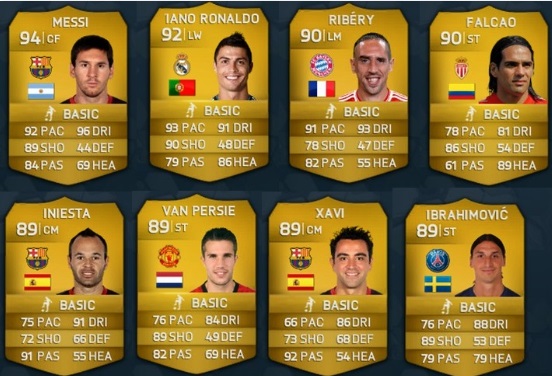 MESSI
94 | CF
BASIC
92 PAC 96 DRI
89 SHO 44 DEF
84 PAS 69 HEA
IANO RONALDO
92 | LW
BASIC
93 PAC 91 DRI
90 SHO 48 DEF
79 PAS 86 HEA
RIBÉRY
90 | LM
BASIC
91 PAC 93 DRI
78 SHO 47 DEF
82 PAS 55 HEA
FALCAO
90 | ST
BASIC
78 PAC 81 DRI
86 SHO 54 DEF
61 PAS 89 HEA
INIESTA
89 | CM
BASIC
75 PAC 91 DRI
72 SHO 66 DEF
91 PAS 55 HEA
VAN PERSIE
89 | ST
BASIC
76 PAC 84 DRI
89 SHO 49 DEF
82 PAS 69 HEA
XAVI
89 | CM
BASIC
66 PAC 86 DRI
73 SHO 68 DEF
92 PAS 54 HEA
IBRAHIMOVIĆ
89 | ST
BASIC
76 PAC 88 DRI
89 SHO 53 DEF
79 PAS 79 HEA